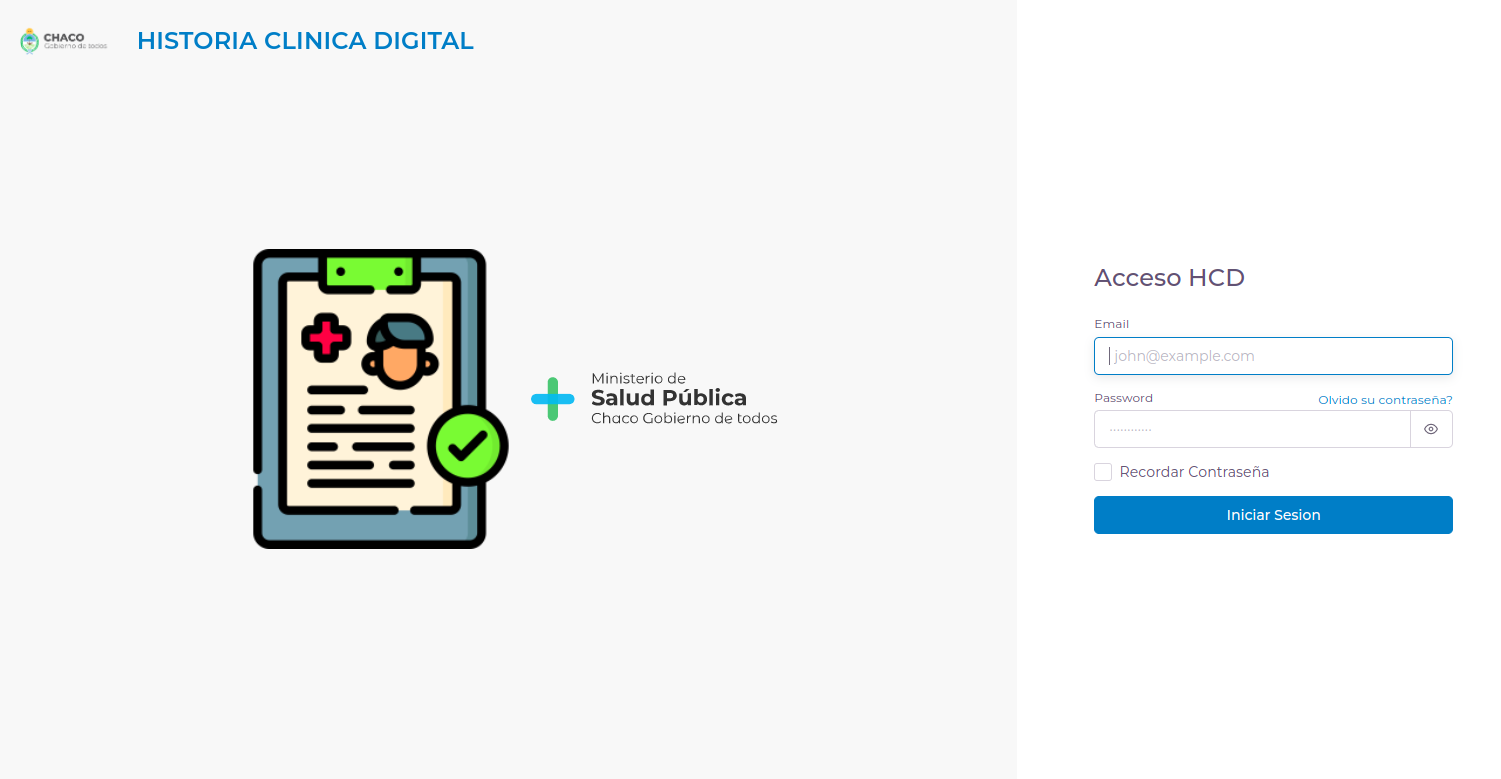 CHACO
Gobierno de todos
HISTORIA CLINICA DIGITAL
Ministerio de
Salud Pública
Chaco Gobierno de todos
Acceso HCD
Email
john@example.com
Password
Olvido su contraseña?
············
Recordar Contraseña
Iniciar Sesion